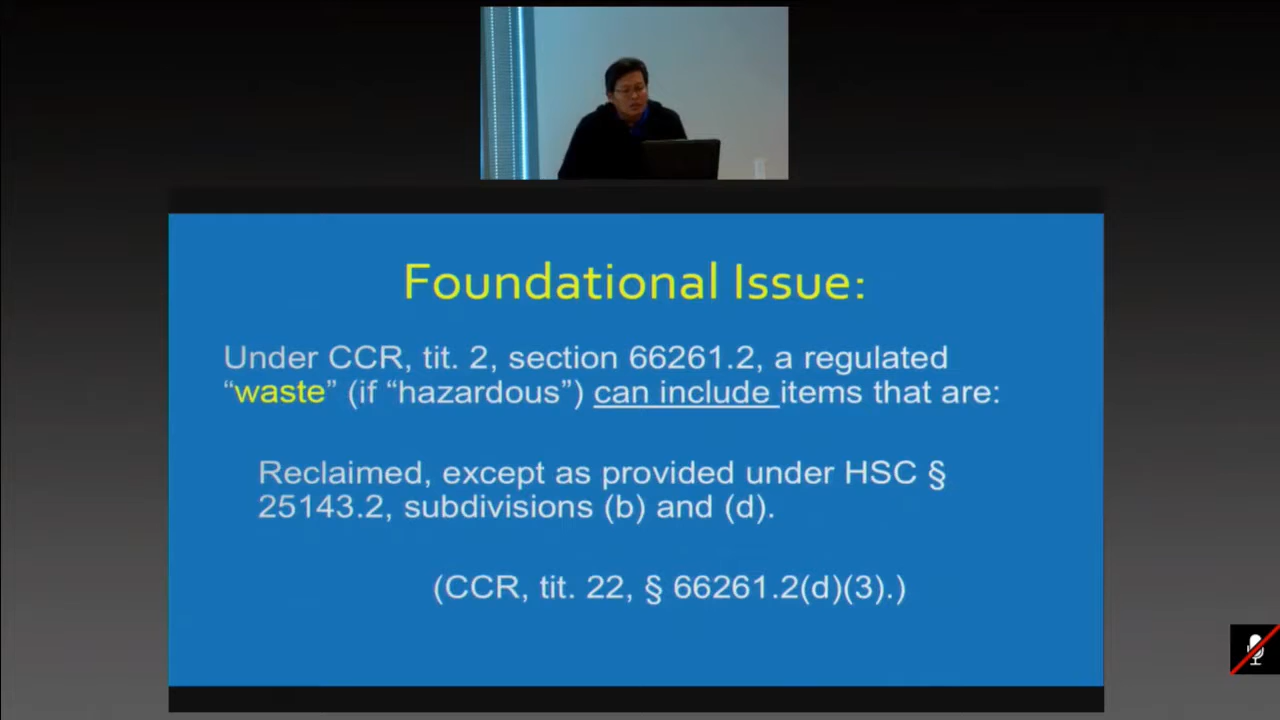 Foundational Issue:
Under CCR, tit. 2, section 66261.2, a regulated
“waste” (if “hazardous”) can include items that are:
Reclaimed, except as provided under HSC §
25143.2, subdivisions (b) and (d).
(CCR, tit. 22, § 66261.2(d)(3).)